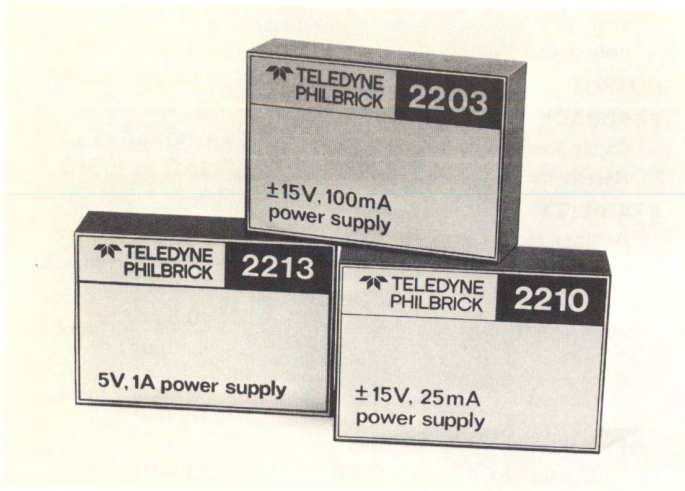 TELEDYNE
PHILBRICK
2203
±15V, 100mA
power supply
TELEDYNE
PHILBRICK
2213
5V, 1A power supply
TELEDYNE
PHILBRICK
2210
±15V, 25mA
power supply